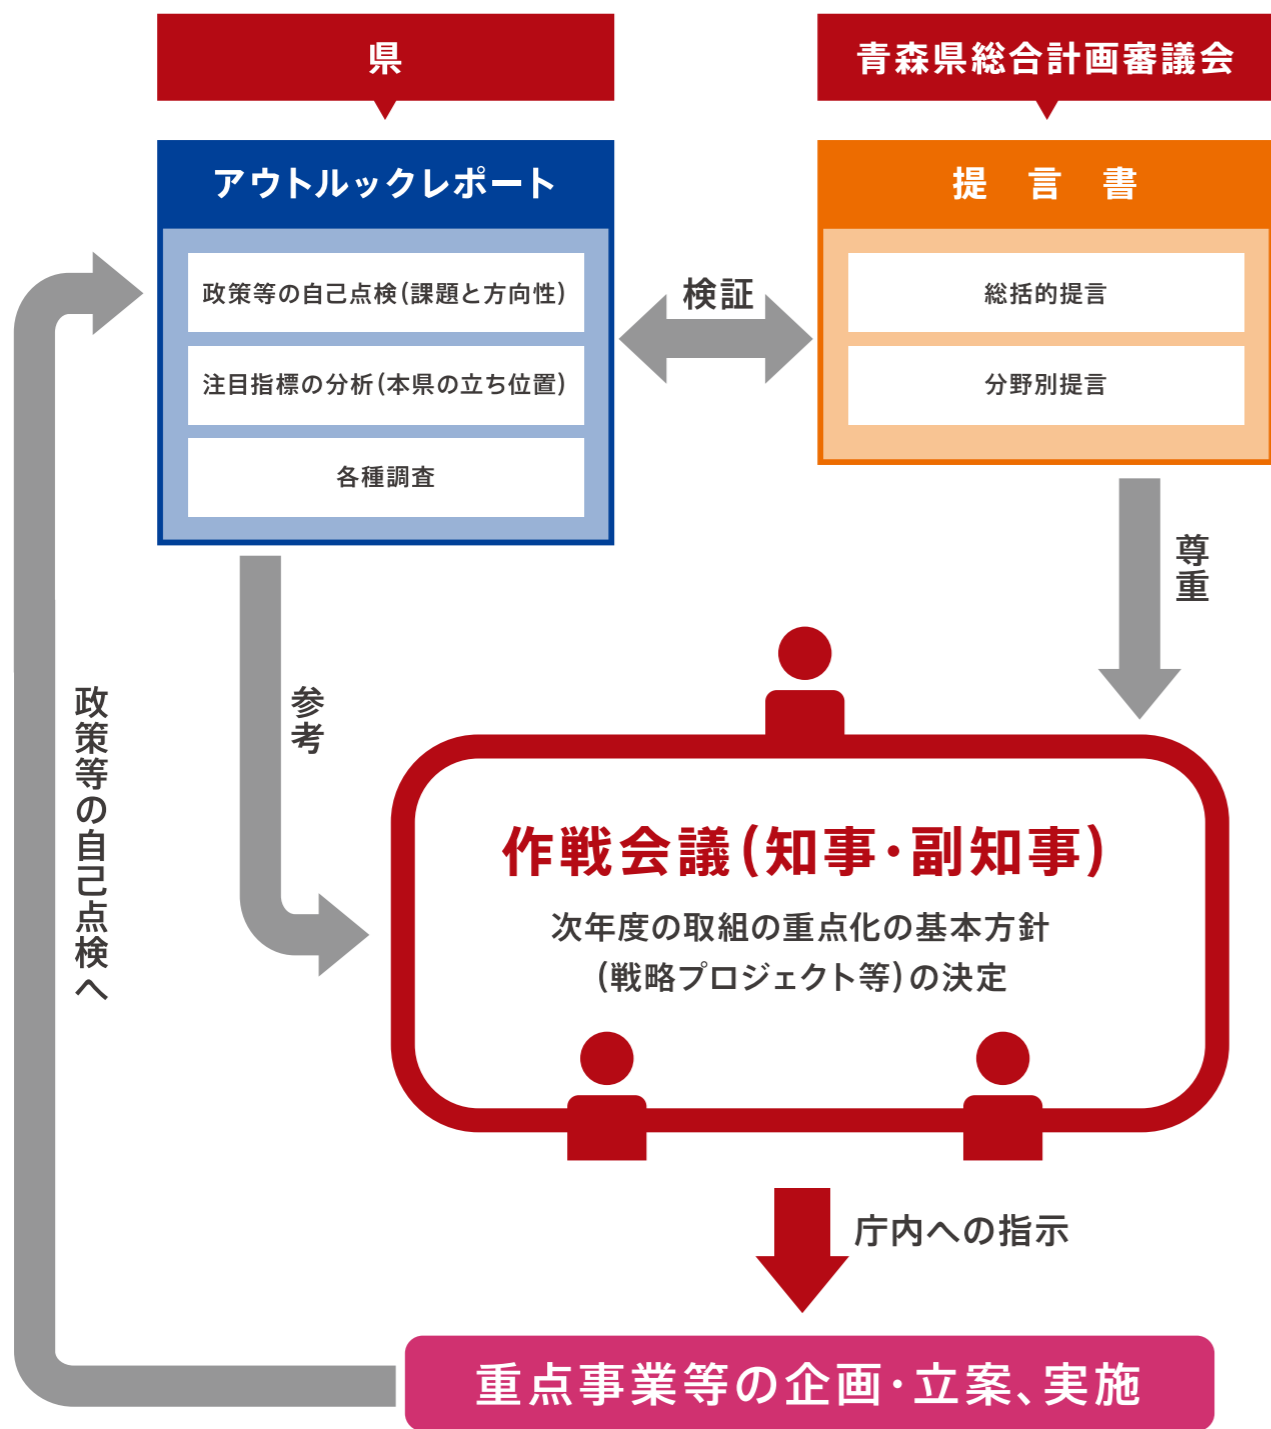 県
青森県総合計画審議会
アウトルックレポート
提言書
政策等の自己点検(課題と方向性)
注目指標の分析(本県の立ち位置)
各種調査
検証
総括的提言
分野別提言
尊重
参考
政策等の自己点検へ
作戦会議(知事・副知事)
次年度の取組の重点化の基本方針
(戦略プロジェクト等)の決定
庁内への指示
重点事業等の企画・立案、実施